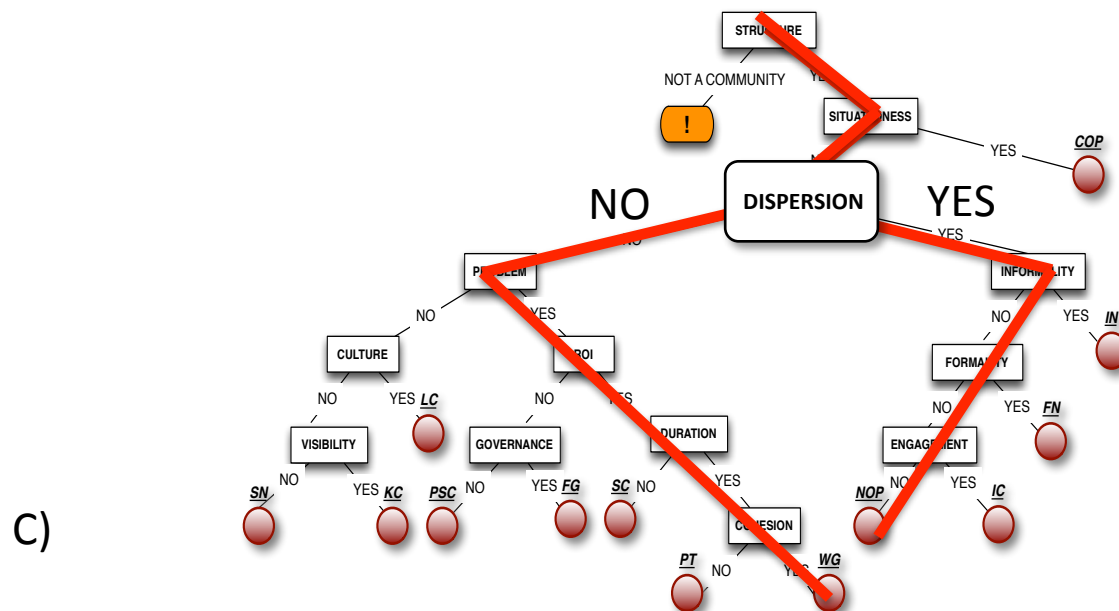 STRUCTURE
NOT A COMMUNITY
!
SITUATEDNESS
YES
COP
NO
DISPERSION
YES
YES
NO
PROBLEM
INFORMALITY
NO
YES
NO
YES
IN
CULTURE
ROI
FORMALITY
NO
YES
LC
NO
YES
NO
YES
FN
VISIBILITY
GOVERNANCE
DURATION
ENGAGEMENT
SN
NO
YES
KC
PSC
NO
YES
FG
SC
NO
YES
NOP
NO
YES
IC
C)
COHESION
PT
NO
YES
WG